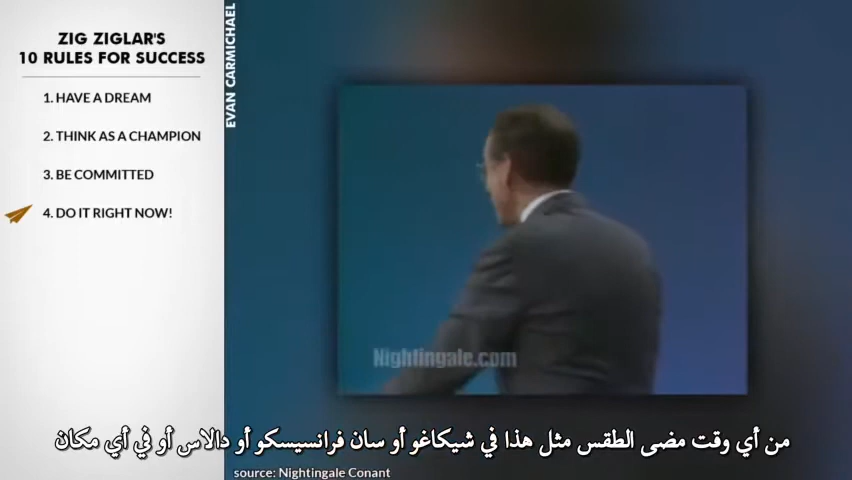 ZIG ZIGLAR'S
10 RULES FOR SUCCESS
1. HAVE A DREAM
2. THINK AS A CHAMPION
3. BE COMMITTED
4. DO IT RIGHT NOW!
EVAN CARMICHAEL
Nightingale.com
من أي وقت مضى الطقس مثل هذا في شيكاغو أو سان فرانسيسكو أو دالاس أو في أي مكان
source: Nightingale Conant